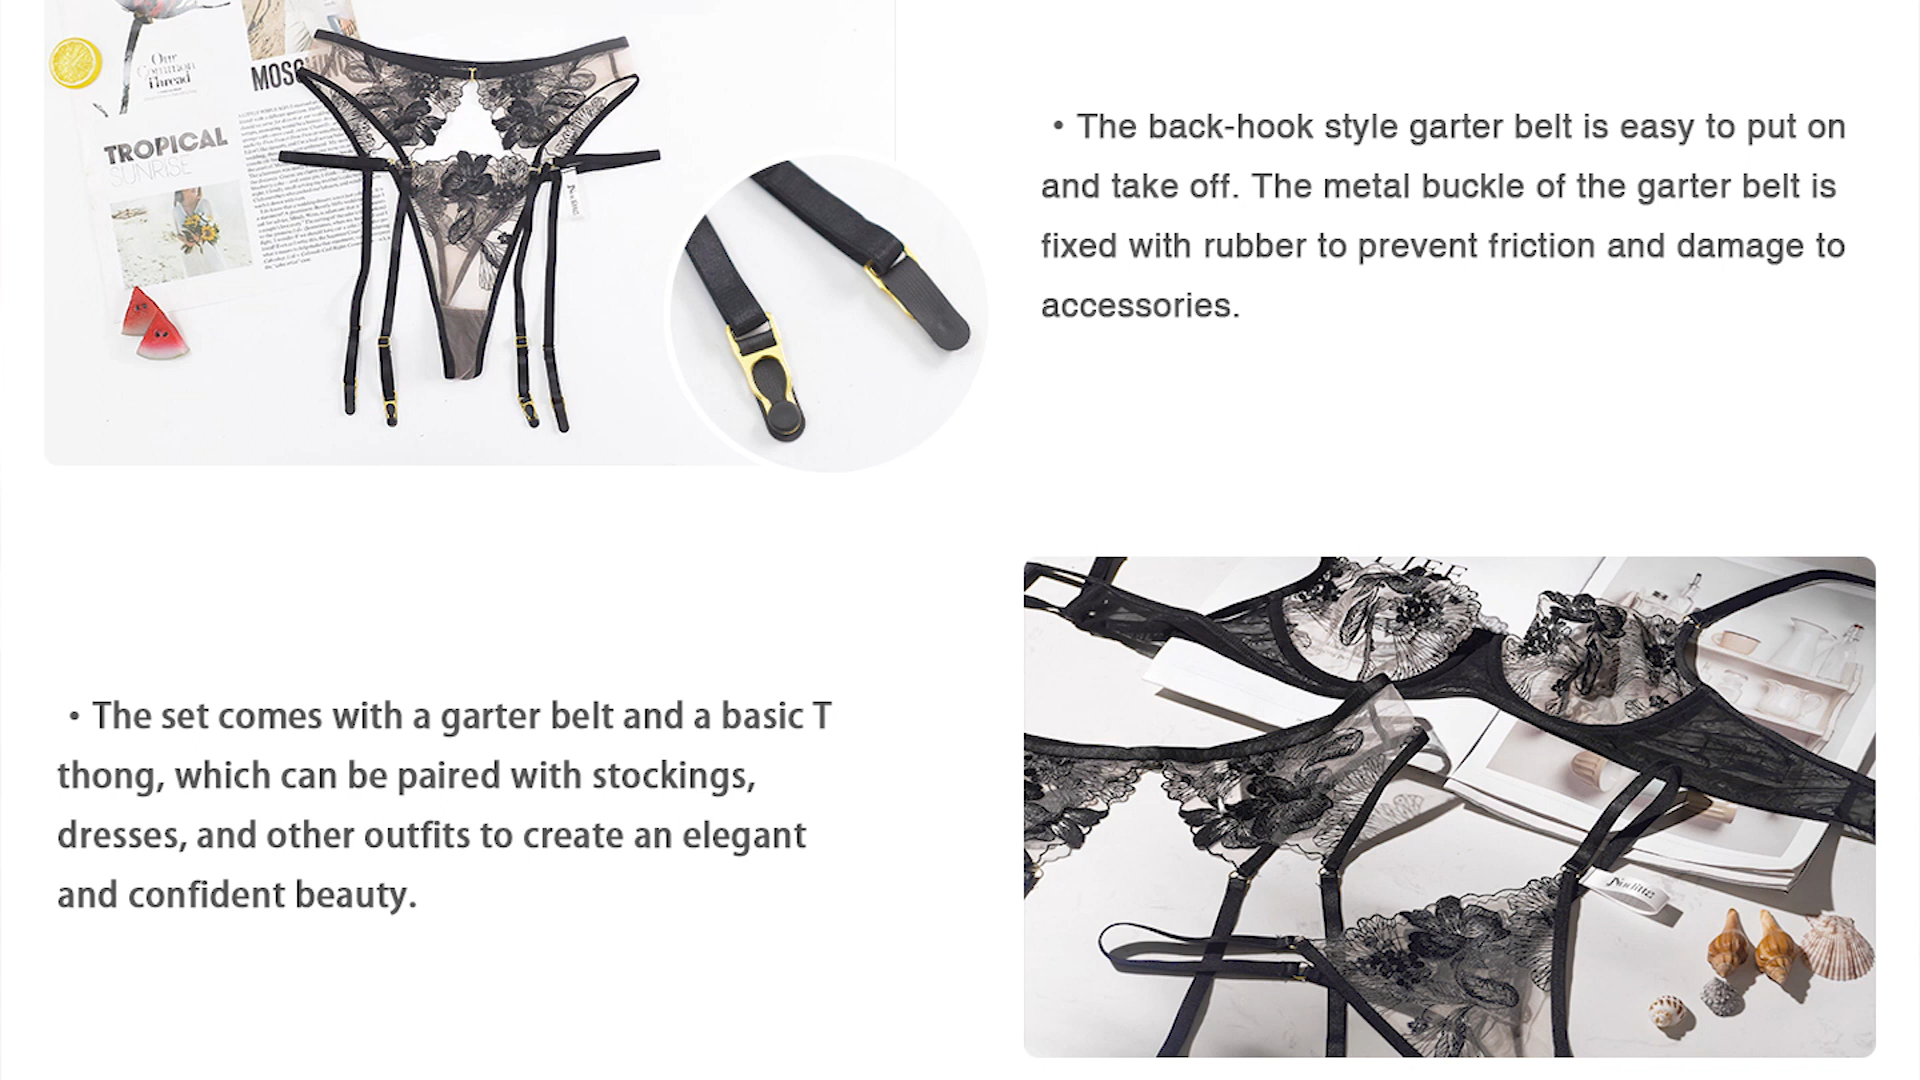 Our
Common
Thread
MOSCHINO
TROPICAL
SUNRISE
• The back-hook style garter belt is easy to put on
and take off. The metal buckle of the garter belt is
fixed with rubber to prevent friction and damage to
accessories.
LIFE
• The set comes with a garter belt and a basic T
thong, which can be paired with stockings,
dresses, and other outfits to create an elegant
and confident beauty.